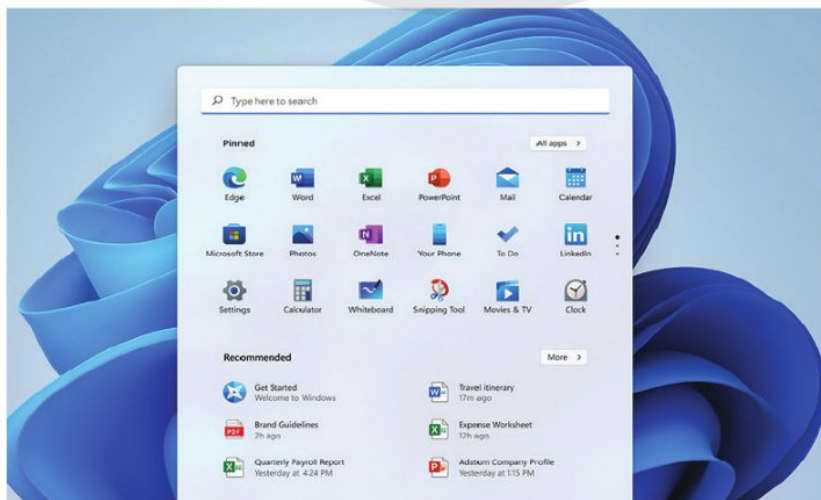 Type here to search
Pinned
All apps >
Edge
Word
Excel
PowerPoint
Mail
Calendar
Microsoft Store
Photos
OneNote
Your Phone
To Do
LinkedIn
Settings
Calculator
Whiteboard
Snipping Tool
Movies & TV
Clock
Recommended
More >
Get Started
Welcome to Windows
Travel itinerary
17m ago
PDF
Brand Guidelines
2h ago
Expense Worksheet
12h ago
Quarterly Payroll Report
Yesterday at 4:24 PM
Adatum Company Profile
Yesterday at 1:15 PM